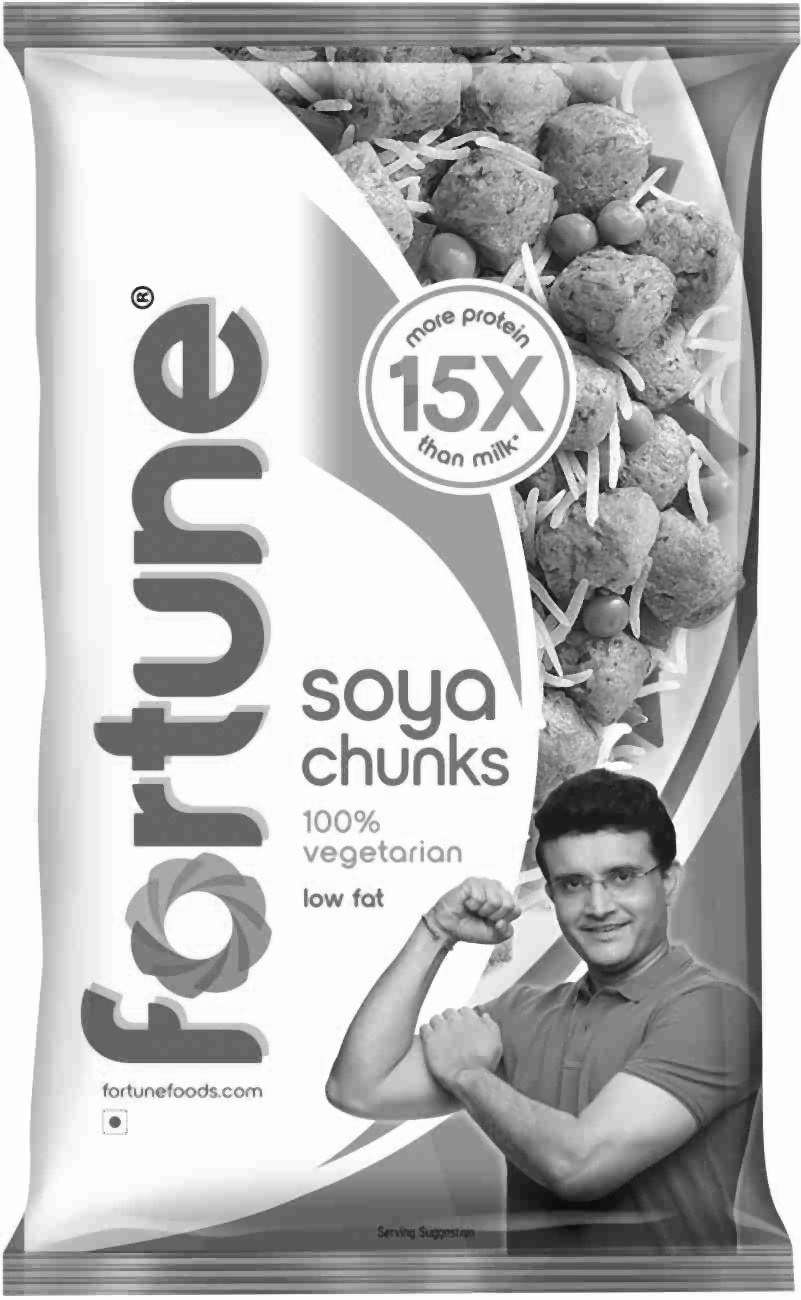 fortune®
more protein
15X
than milk*
soya
chunks
100%
vegetarian
low fat
fortunefoods.com
Serving Suggestion